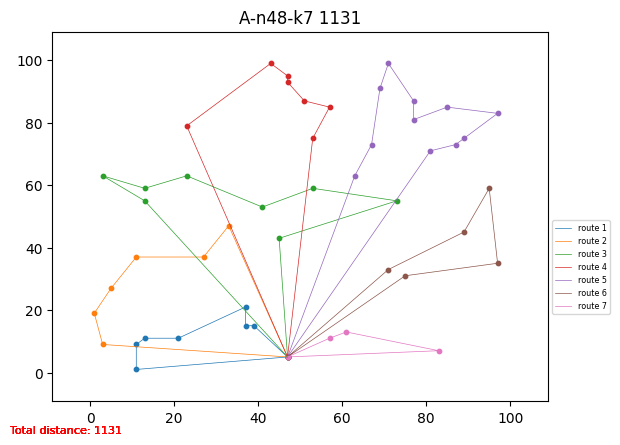 A-n48-k7 1131
100
80
60
40
20
0
0 20 40 60 80 100
route 1
route 2
route 3
route 4
route 5
route 6
route 7
Total distance: 1131